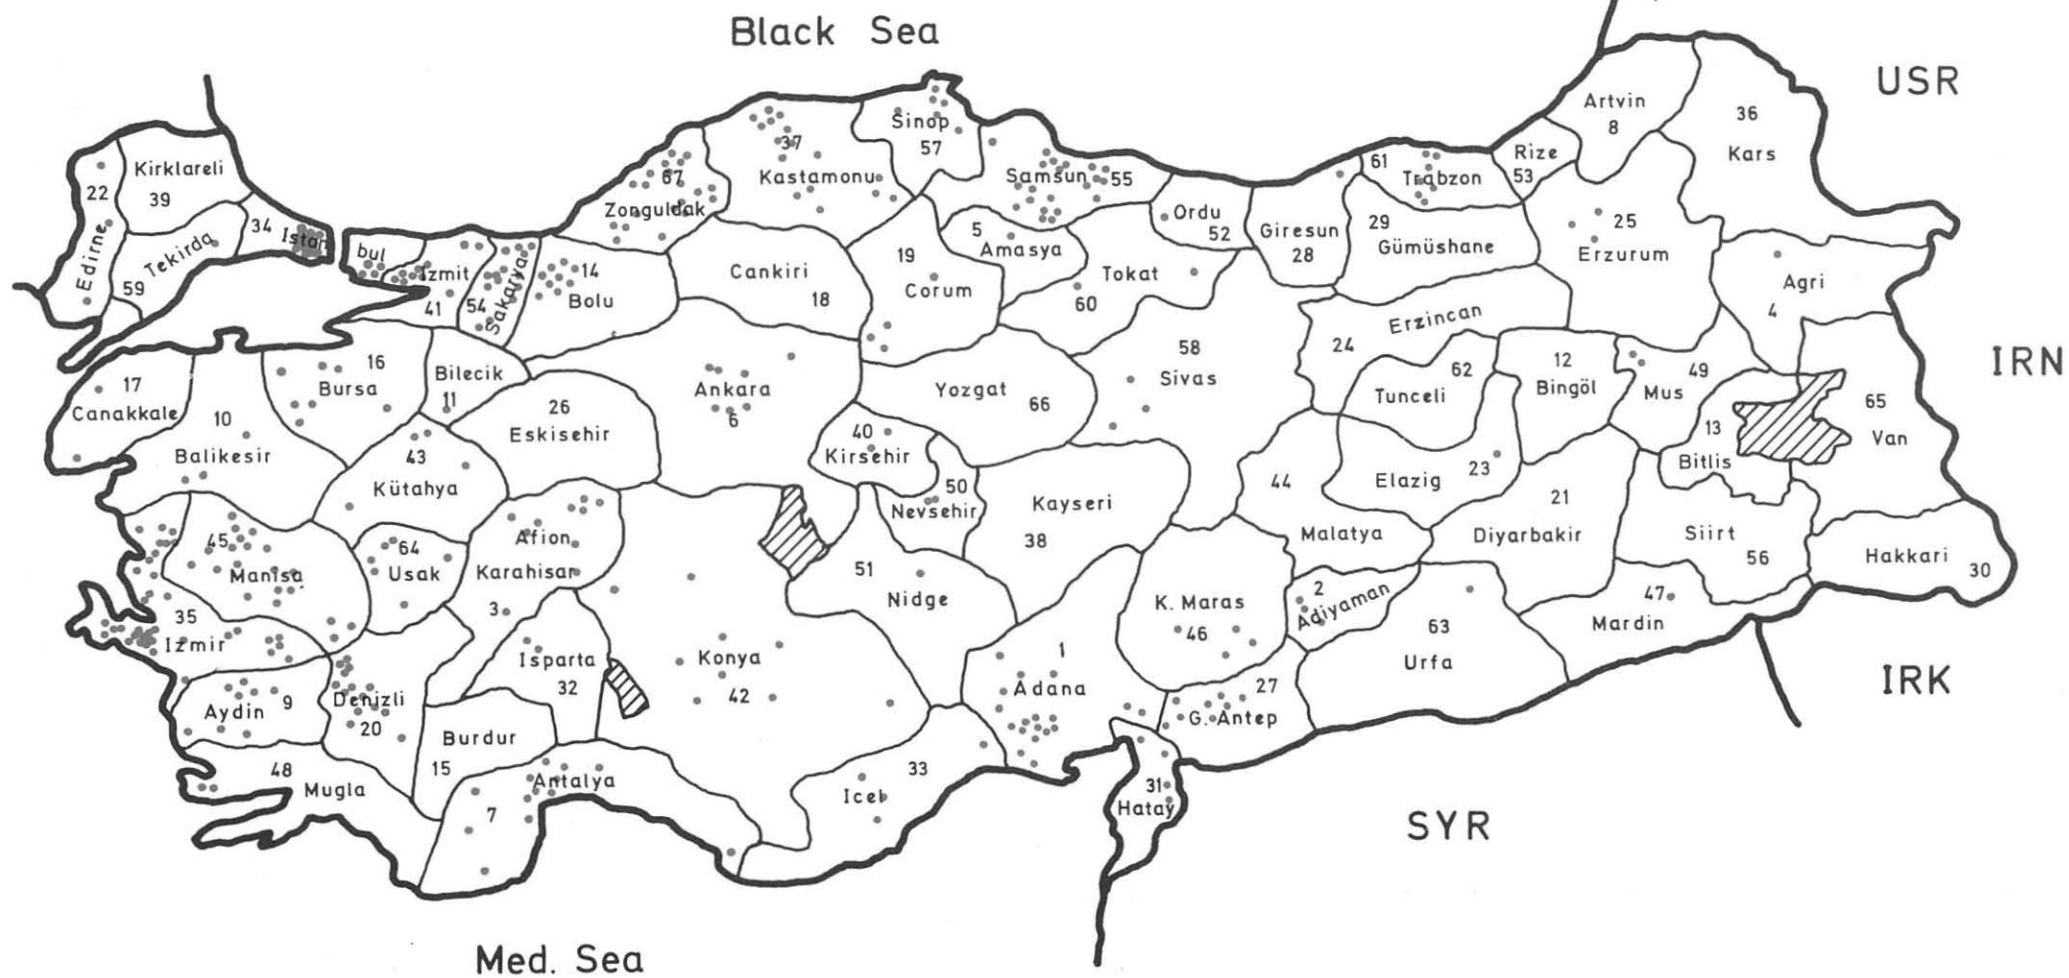 Black Sea
USR
Artvin
8
36
Kars
Sinop
57
37
Kastamonu
Kirklareli
39
22
Edirne
34 Istan
bul
Tekirda
59
67
Zonguldak
Samsun 55
61
Trabzon
Rize
53
Ordu
52
Giresun
28
29
Gümüshane
25
Erzurum
5
Amasya
Tokat
60
19
Corum
Cankiri
18
14
Bolu
Izmit
41
54
Sakariya
Agri
4
Erzincan
24
58
Sivas
62
Tunceli
12
Bingöl
49
Mus
IRN
65
Van
13
Bitlis
16
Bursa
Bilecik
11
17
Canakkale
10
Balikesir
26
Eskisehir
Ankara
6
Yozgat
66
40
Kirsehir
50
Nevsehir
Kayseri
38
43
Kütahya
44
Malatya
Elazig
23
21
Diyarbakir
Siirt
56
Hakkari
30
45
Manisa
64
Usak
Afion
Karahisar
3
51
Nidge
K. Maras
46
2
Adiyaman
47
Mardin
63
Urfa
35
Izmir
Isparta
32
Konya
42
1
Adana
27
G. Antep
IRK
Aydin 9
Denizli
20
Burdur
15
48
Mugla
Antalya
7
33
Icel
31
Hatay
SYR
Med. Sea